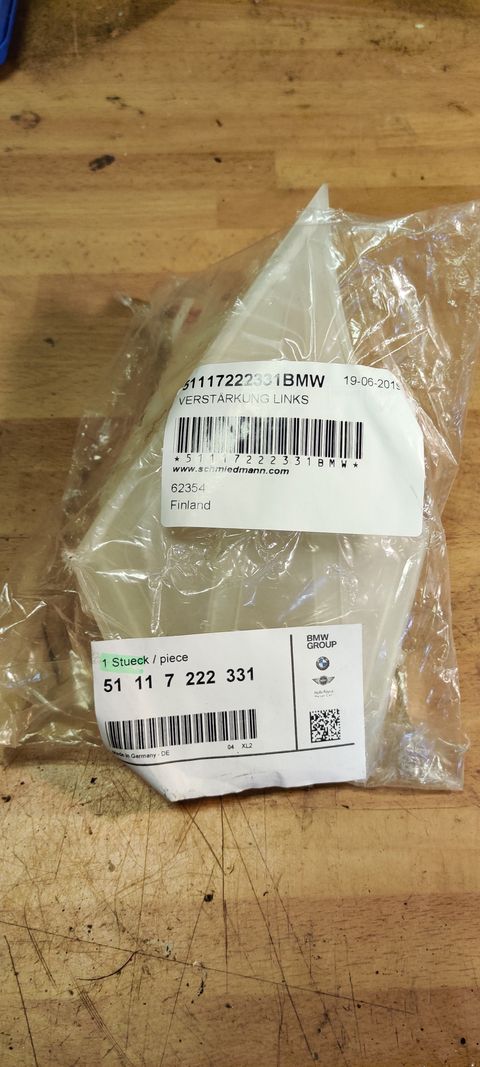 51117222331BMW 19-06-2019
VERSTÄRKUNG LINKS
*51117222331BMW*
www.schmiedmann.com
62354
Finland
1 Stueck / piece
51 11 7 222 331
BMW
GROUP
Made in Germany - DE 04 XL2